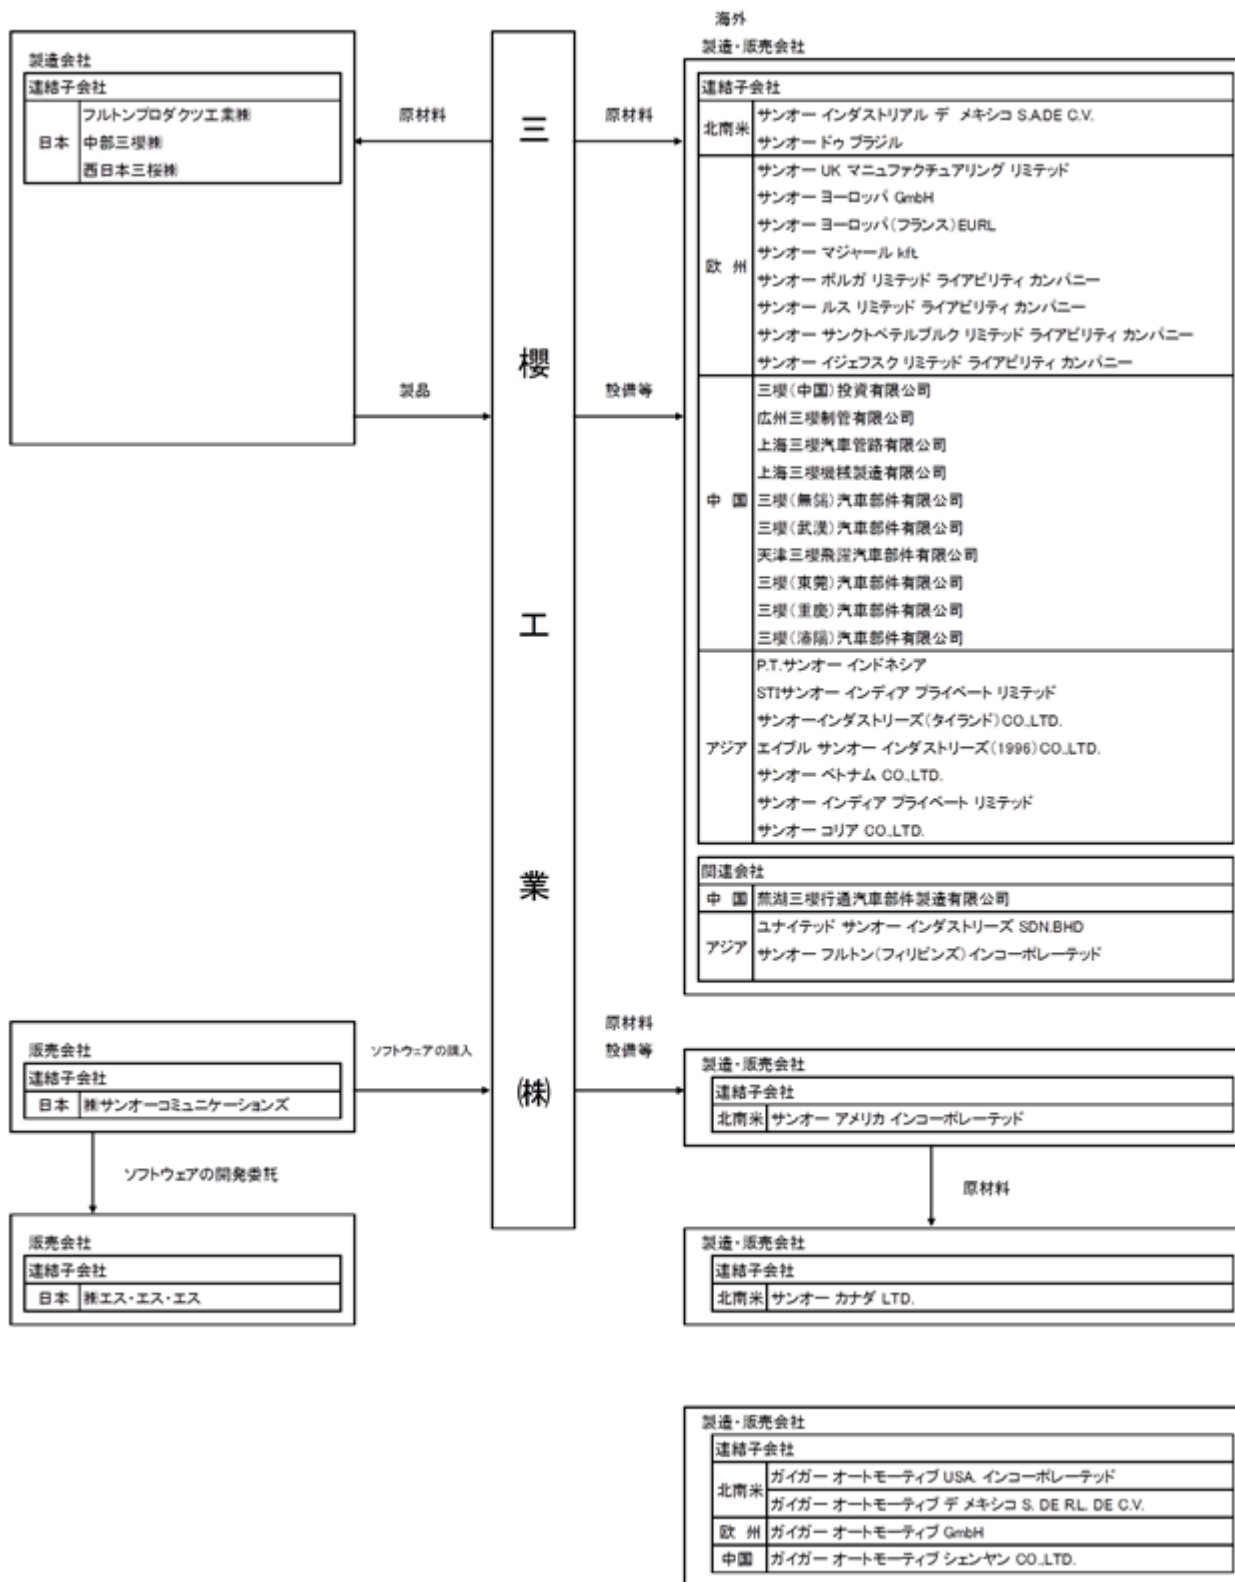 海外
製造・販売会社
製造会社
連結子会社
日本
フルトンプロダクツ工業㈱
中部三櫻㈱
西日本三桜㈱
原材料
製品
三櫻工業㈱
原材料
設備等
連結子会社
北南米
サンオー インダストリアル デ メキシコ S.A.DE C.V.
サンオー ドゥ ブラジル
欧 州
サンオー UK マニュファクチュアリング リミテッド
サンオー ヨーロッパ GmbH
サンオー ヨーロッパ(フランス)EURL
サンオー マジャール kft.
サンオー ボルガ リミテッド ライアビリティ カンパニー
サンオー ルス リミテッド ライアビリティ カンパニー
サンオー サンクトペテルブルク リミテッド ライアビリティ カンパニー
サンオー イジェフスク リミテッド ライアビリティ カンパニー
中 国
三櫻(中国)投資有限公司
広州三櫻制管有限公司
上海三櫻汽車管路有限公司
上海三櫻機械製造有限公司
三櫻(無錫)汽車部件有限公司
三櫻(武漢)汽車部件有限公司
天津三櫻飛躍汽車部件有限公司
三櫻(東莞)汽車部件有限公司
三櫻(重慶)汽車部件有限公司
三櫻(瀋陽)汽車部件有限公司
アジア
P.T.サンオー インドネシア
STIサンオー インディア プライベート リミテッド
サンオーインダストリーズ(タイランド)CO.,LTD.
エイブル サンオー インダストリーズ(1996)CO.,LTD.
サンオー ベトナム CO.,LTD.
サンオー インディア プライベート リミテッド
サンオー コリア CO.,LTD.
関連会社
中 国
蕪湖三櫻行通汽車部件製造有限公司
アジア
ユナイテッド サンオー インダストリーズ SDN.BHD
サンオー フルトン(フィリピンズ)インコーポレーテッド
販売会社
連結子会社
日本 ㈱サンオーコミュニケーションズ
ソフトウェアの購入
ソフトウェアの開発委託
販売会社
連結子会社
日本 ㈱エス・エス・エス
原材料
設備等
製造・販売会社
連結子会社
北南米 サンオー アメリカ インコーポレーテッド
原材料
製造・販売会社
連結子会社
北南米 サンオー カナダ LTD.
製造・販売会社
連結子会社
北南米
ガイガー オートモーティブ USA. インコーポレーテッド
ガイガー オートモーティブ デ メキシコ S. DE R.L. DE C.V.
欧 州 ガイガー オートモーティブ GmbH
中国 ガイガー オートモーティブ シェンヤン CO.,LTD.